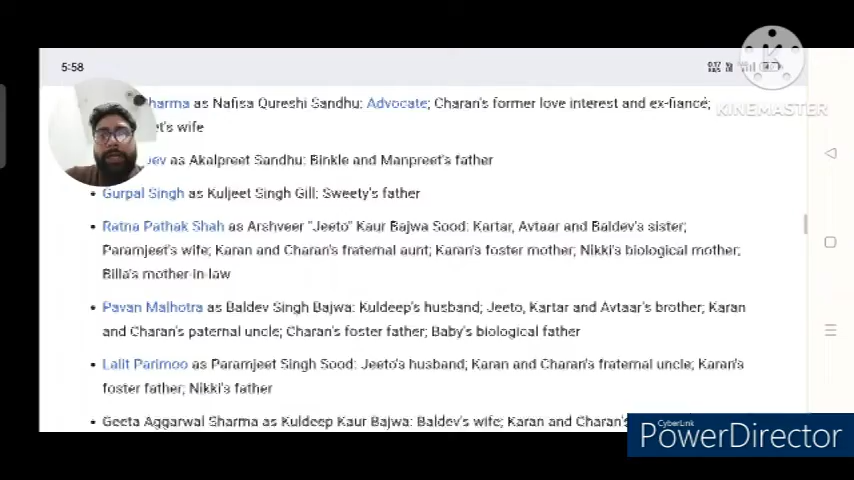 5:58
KINEMASTER
harma as Nafisa Qureshi Sandhu: Advocate; Charan's former love interest and ex-fiancé;
et's wife
as Akalpreet Sandhu: Binkle and Manpreet's father
• Gurpal Singh as Kuljeet Singh Gill: Sweety's father
• Ratna Pathak Shah as Arshveer "Jeeto" Kaur Bajwa Sood: Kartar, Avtaar and Baldev's sister;
Paramjeet's wife; Karan and Charan's fraternal aunt; Karan's foster mother; Nikki's biological mother;
Billa's mother-in-law
• Pavan Malhotra as Baldev Singh Bajwa: Kuldeep's husband; Jeeto, Kartar and Avtaar's brother; Karan
and Charan's paternal uncle; Charan's foster father; Baby's biological father
• Lalit Parimoo as Paramjeet Singh Sood: Jeeto's husband; Karan and Charan's fraternal uncle; Karan's
foster father; Nikki's father
• Geeta Aggarwal Sharma as Kuldeep Kaur Bajwa: Baldev's wife; Karan and Charan's
CyberLink
PowerDirector